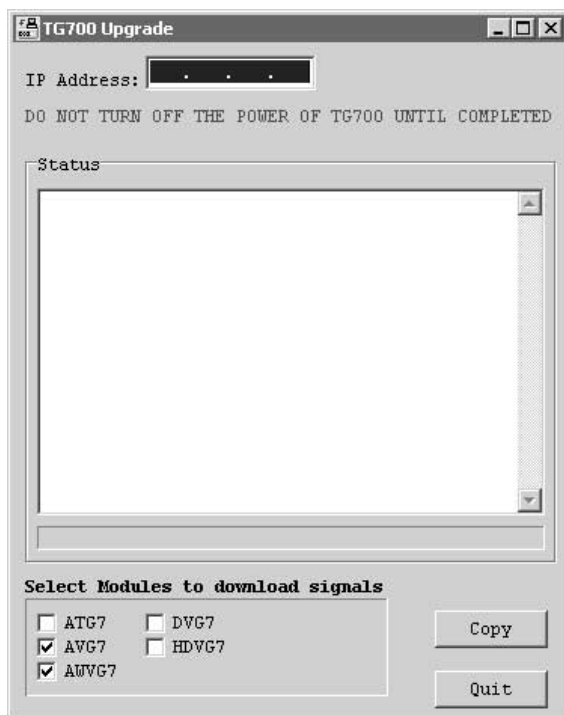 TG700 Upgrade
IP Address: . . .
DO NOT TURN OFF THE POWER OF TG700 UNTIL COMPLETED
Status
Select Modules to download signals
ATG7 DVG7
AVG7 HDVG7
AWVG7
Copy
Quit